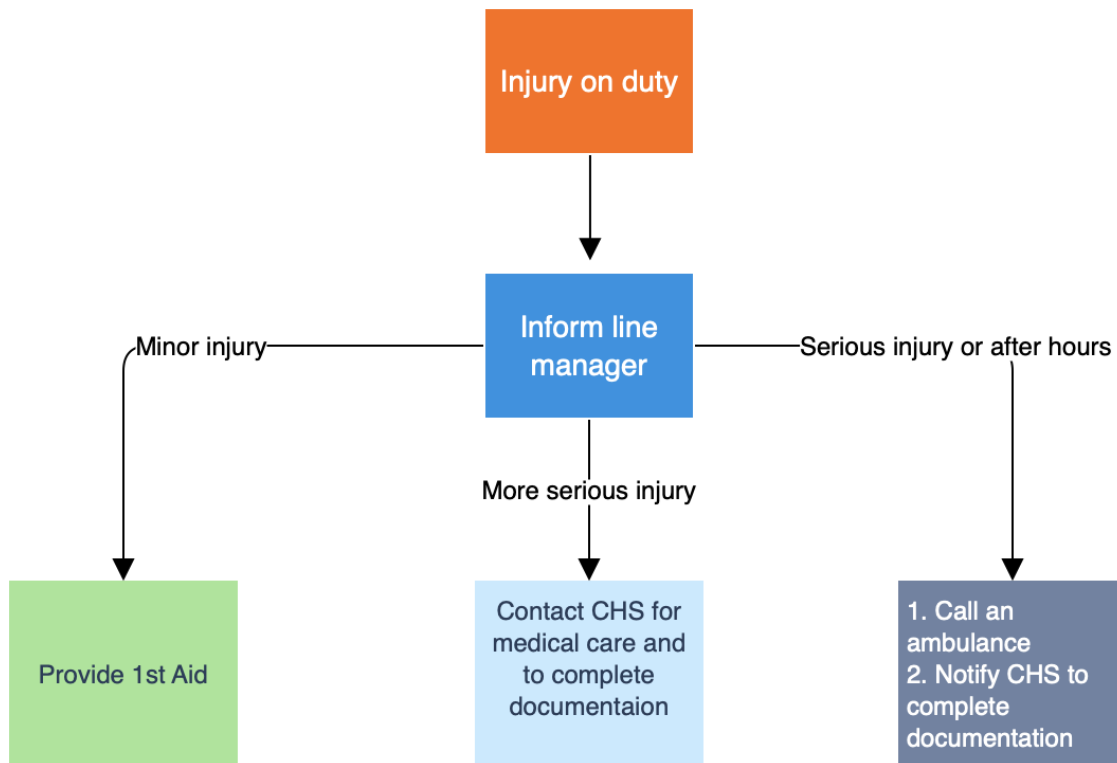 Injury on duty
Inform line
manager
Minor injury
Serious injury or after hours
More serious injury
Provide 1st Aid
Contact CHS for
medical care and
to complete
documentaion
1. Call an
ambulance
2. Notify CHS to
complete
documentation